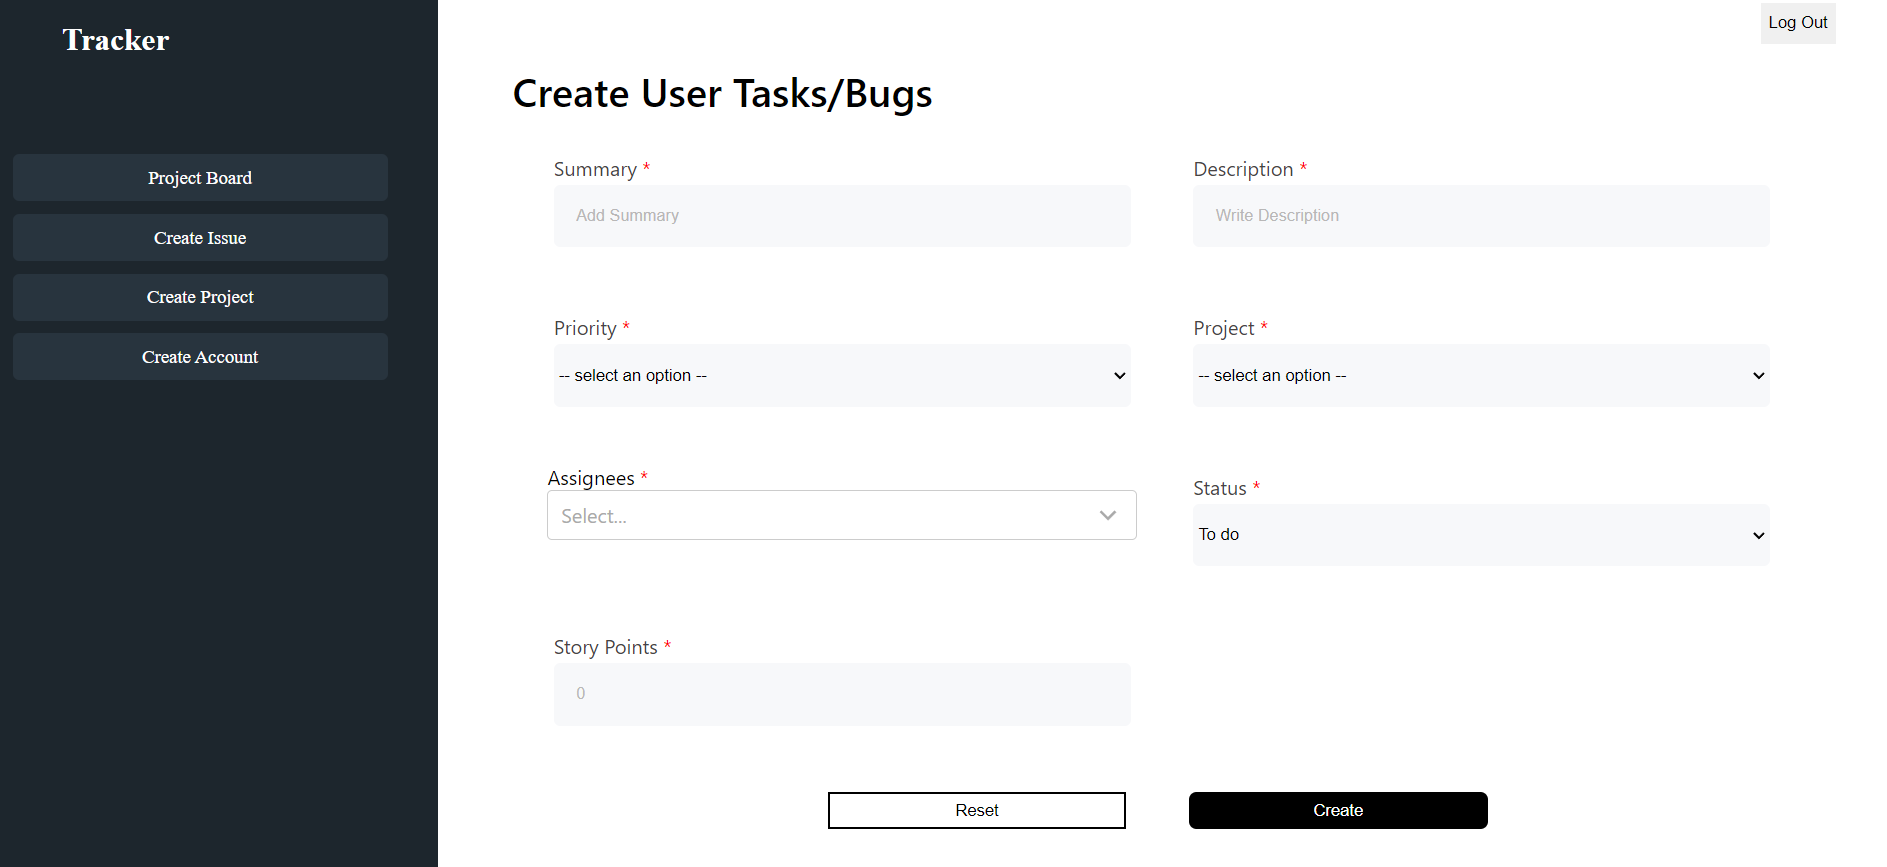 Tracker
Log Out
Project Board
Create Issue
Create Project
Create Account
Create User Tasks/Bugs
Summary *
Add Summary
Description *
Write Description
Priority *
-- select an option --
Project *
-- select an option --
Assignees *
Select...
Status *
To do
Story Points *
0
Reset
Create